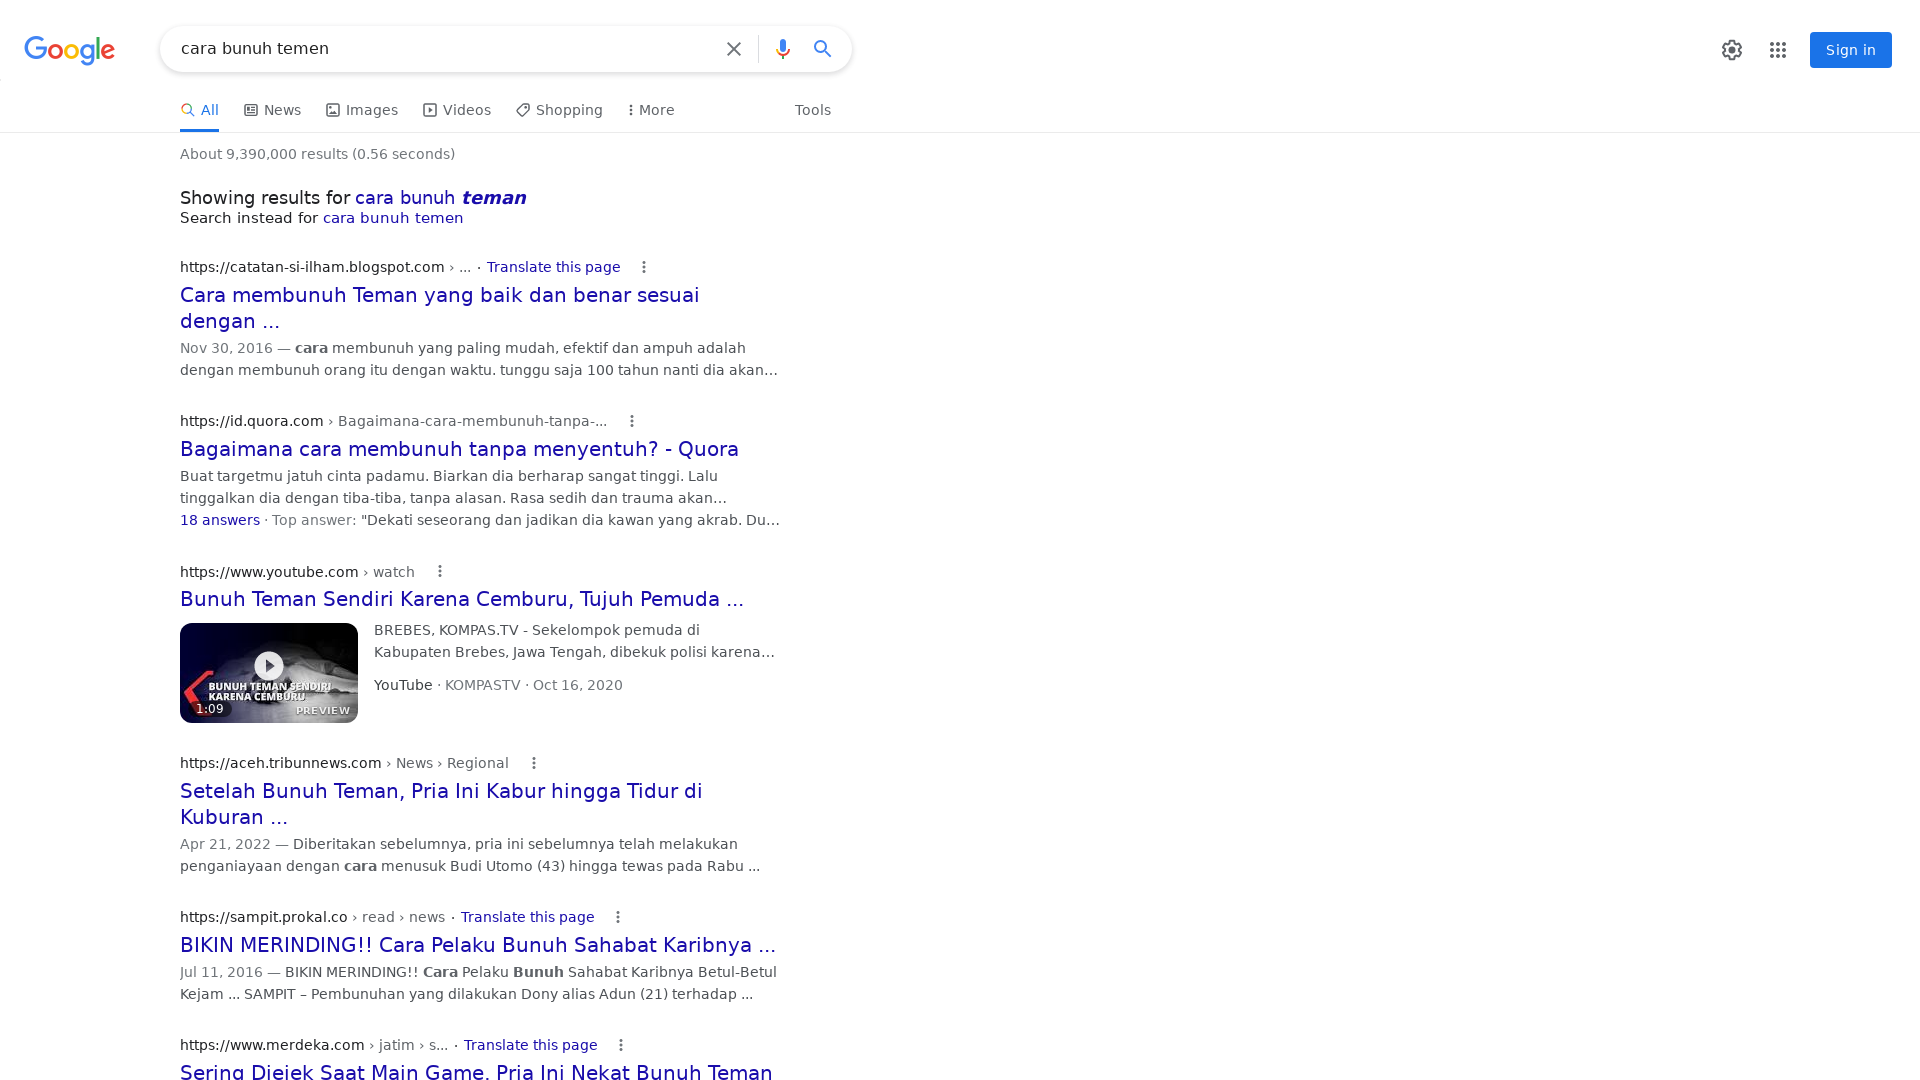 Google
cara bunuh temen
Sign in
All
News
Images
Videos
Shopping
More
Tools
About 9,390,000 results (0.56 seconds)
Showing results for cara bunuh teman
Search instead for cara bunuh temen
https://catatan-si-ilham.blogspot.com › ... · Translate this page
Cara membunuh Teman yang baik dan benar sesuai
dengan ...
Nov 30, 2016 — cara membunuh yang paling mudah, efektif dan ampuh adalah
dengan membunuh orang itu dengan waktu. tunggu saja 100 tahun nanti dia akan...
https://id.quora.com › Bagaimana-cara-membunuh-tanpa-...
Bagaimana cara membunuh tanpa menyentuh? - Quora
Buat targetmu jatuh cinta padamu. Biarkan dia berharap sangat tinggi. Lalu
tinggalkan dia dengan tiba-tiba, tanpa alasan. Rasa sedih dan trauma akan...
18 answers · Top answer: "Dekati seseorang dan jadikan dia kawan yang akrab. Du...
https://www.youtube.com › watch
Bunuh Teman Sendiri Karena Cemburu, Tujuh Pemuda ...
BUNUH TEMAN SENDIRI
KARENA CEMBURU
1:09
PREVIEW
BREBES, KOMPAS.TV - Sekelompok pemuda di
Kabupaten Brebes, Jawa Tengah, dibekuk polisi karena...
YouTube · KOMPASTV · Oct 16, 2020
https://aceh.tribunnews.com › News › Regional
Setelah Bunuh Teman, Pria Ini Kabur hingga Tidur di
Kuburan ...
Apr 21, 2022 — Diberitakan sebelumnya, pria ini sebelumnya telah melakukan
penganiayaan dengan cara menusuk Budi Utomo (43) hingga tewas pada Rabu ...
https://sampit.prokal.co › read › news · Translate this page
BIKIN MERINDING!! Cara Pelaku Bunuh Sahabat Karibnya ...
Jul 11, 2016 — BIKIN MERINDING!! Cara Pelaku Bunuh Sahabat Karibnya Betul-Betul
Kejam ... SAMPIT – Pembunuhan yang dilakukan Dony alias Adun (21) terhadap ...
https://www.merdeka.com › jatim › s... · Translate this page
Sering Diejek Saat Main Game, Pria Ini Nekat Bunuh Teman